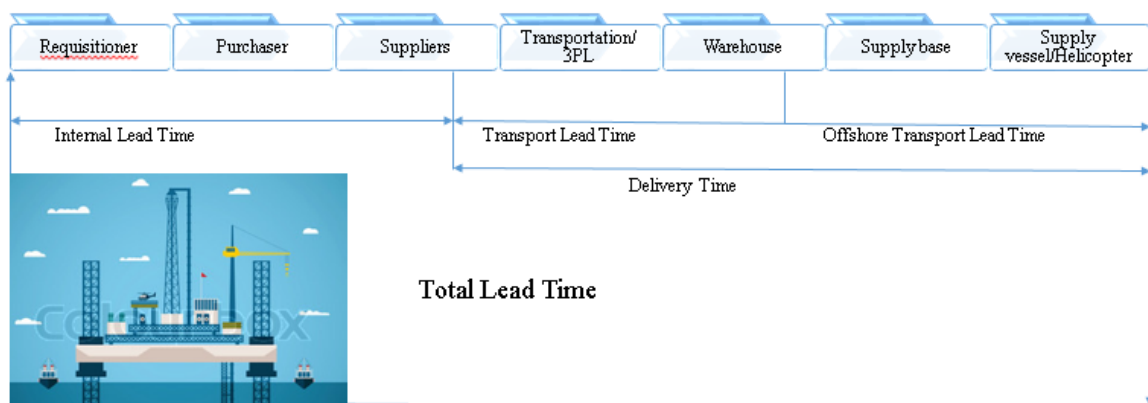 Requisitioner
Purchaser
Suppliers
Transportation/
3PL
Warehouse
Supply base
Supply
vessel/Helicopter
Internal Lead Time
Transport Lead Time
Offshore Transport Lead Time
Delivery Time
Total Lead Time